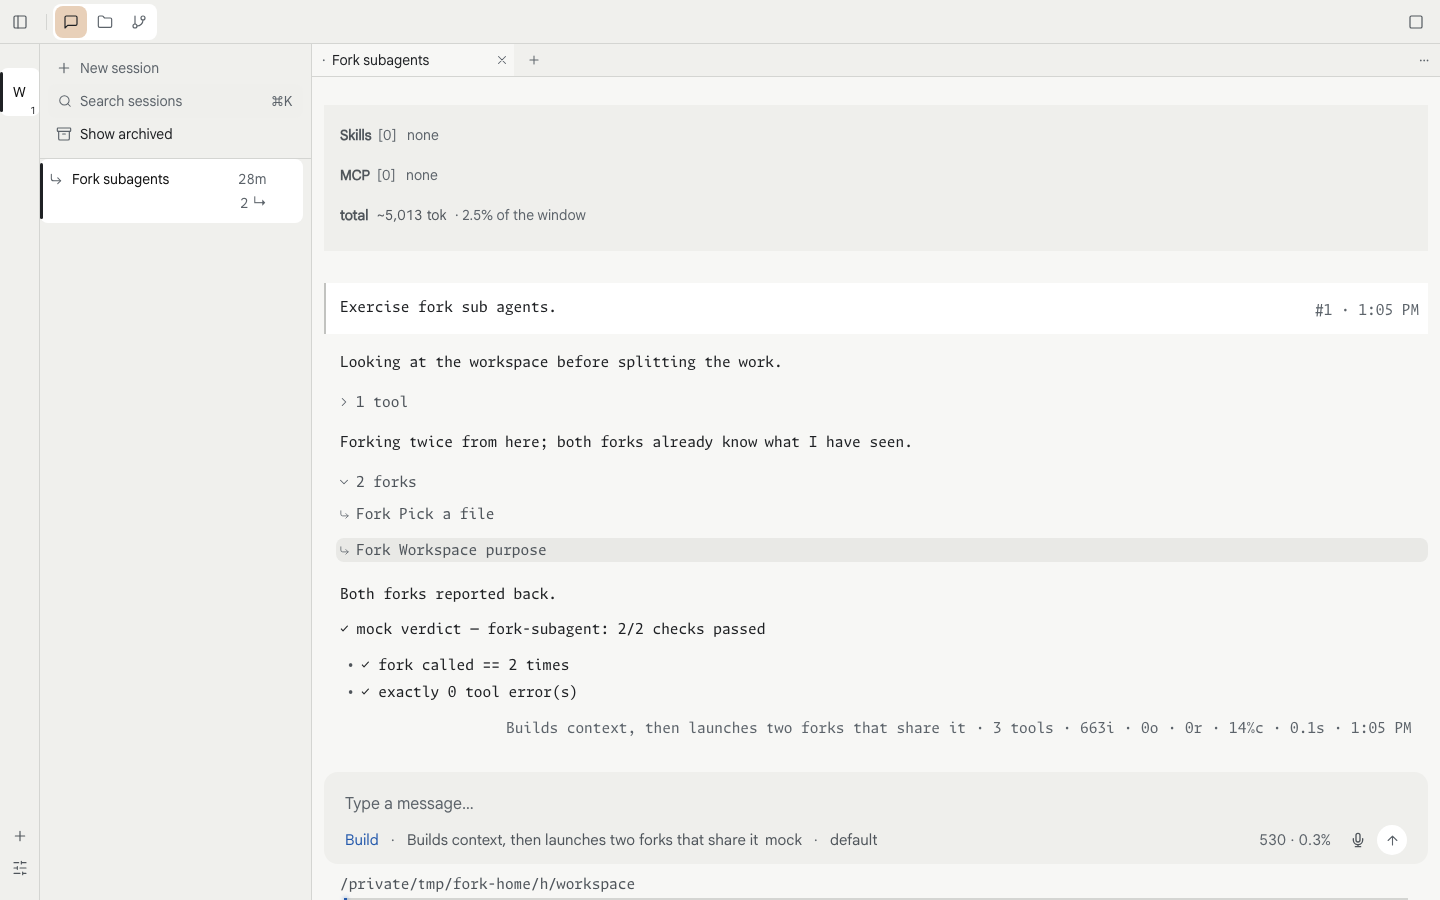 W
1
New session
Search sessions ⌘K
Show archived
Fork subagents 28m
2
· Fork subagents
Skills [0] none
MCP [0] none
total ~5,013 tok · 2.5% of the window
Exercise fork sub agents.
#1 · 1:05 PM
Looking at the workspace before splitting the work.
1 tool
Forking twice from here; both forks already know what I have seen.
2 forks
Fork Pick a file
Fork Workspace purpose
Both forks reported back.
✓ mock verdict — fork-subagent: 2/2 checks passed
• ✓ fork called == 2 times
• ✓ exactly 0 tool error(s)
Builds context, then launches two forks that share it · 3 tools · 663i · 0o · 0r · 14%c · 0.1s · 1:05 PM
Type a message...
Build · Builds context, then launches two forks that share it mock · default
530 · 0.3%
/private/tmp/fork-home/h/workspace